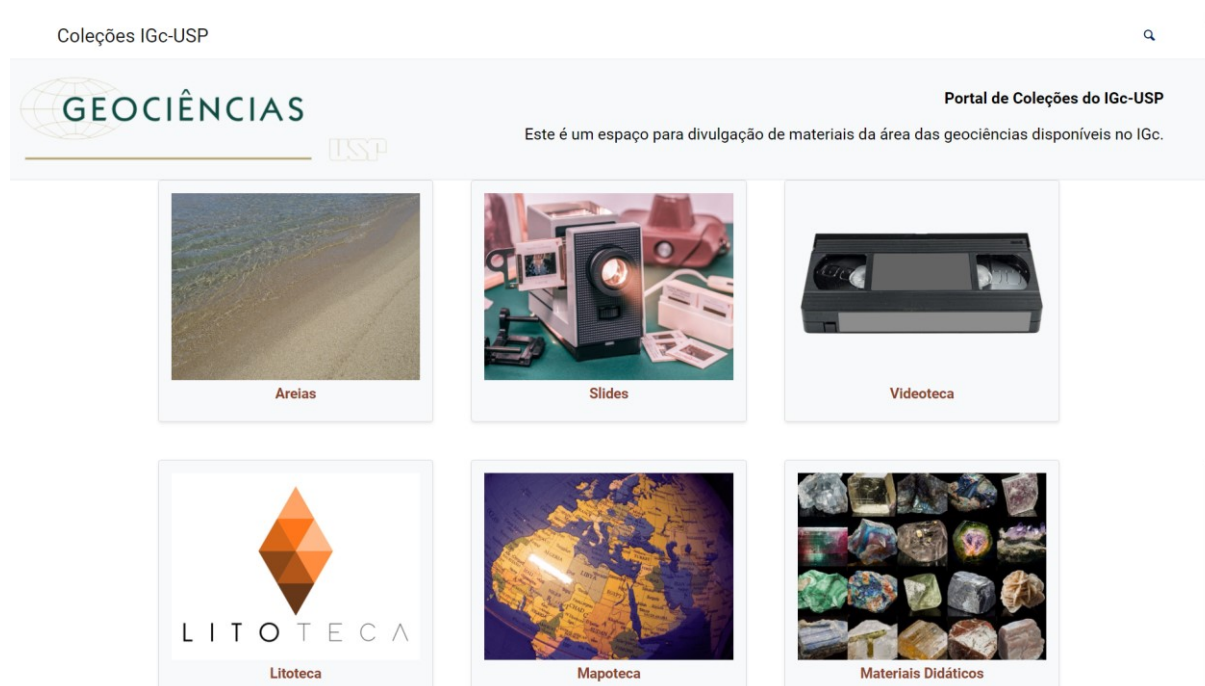 Coleções IGc-USP
GEOCIÊNCIAS
USP
Portal de Coleções do IGc-USP
Este é um espaço para divulgação de materiais da área das geociências disponíveis no IGc.
Areias
Slides
Videoteca
LITOTECA
LIBYA
Litoteca
Mapoteca
Materiais Didáticos